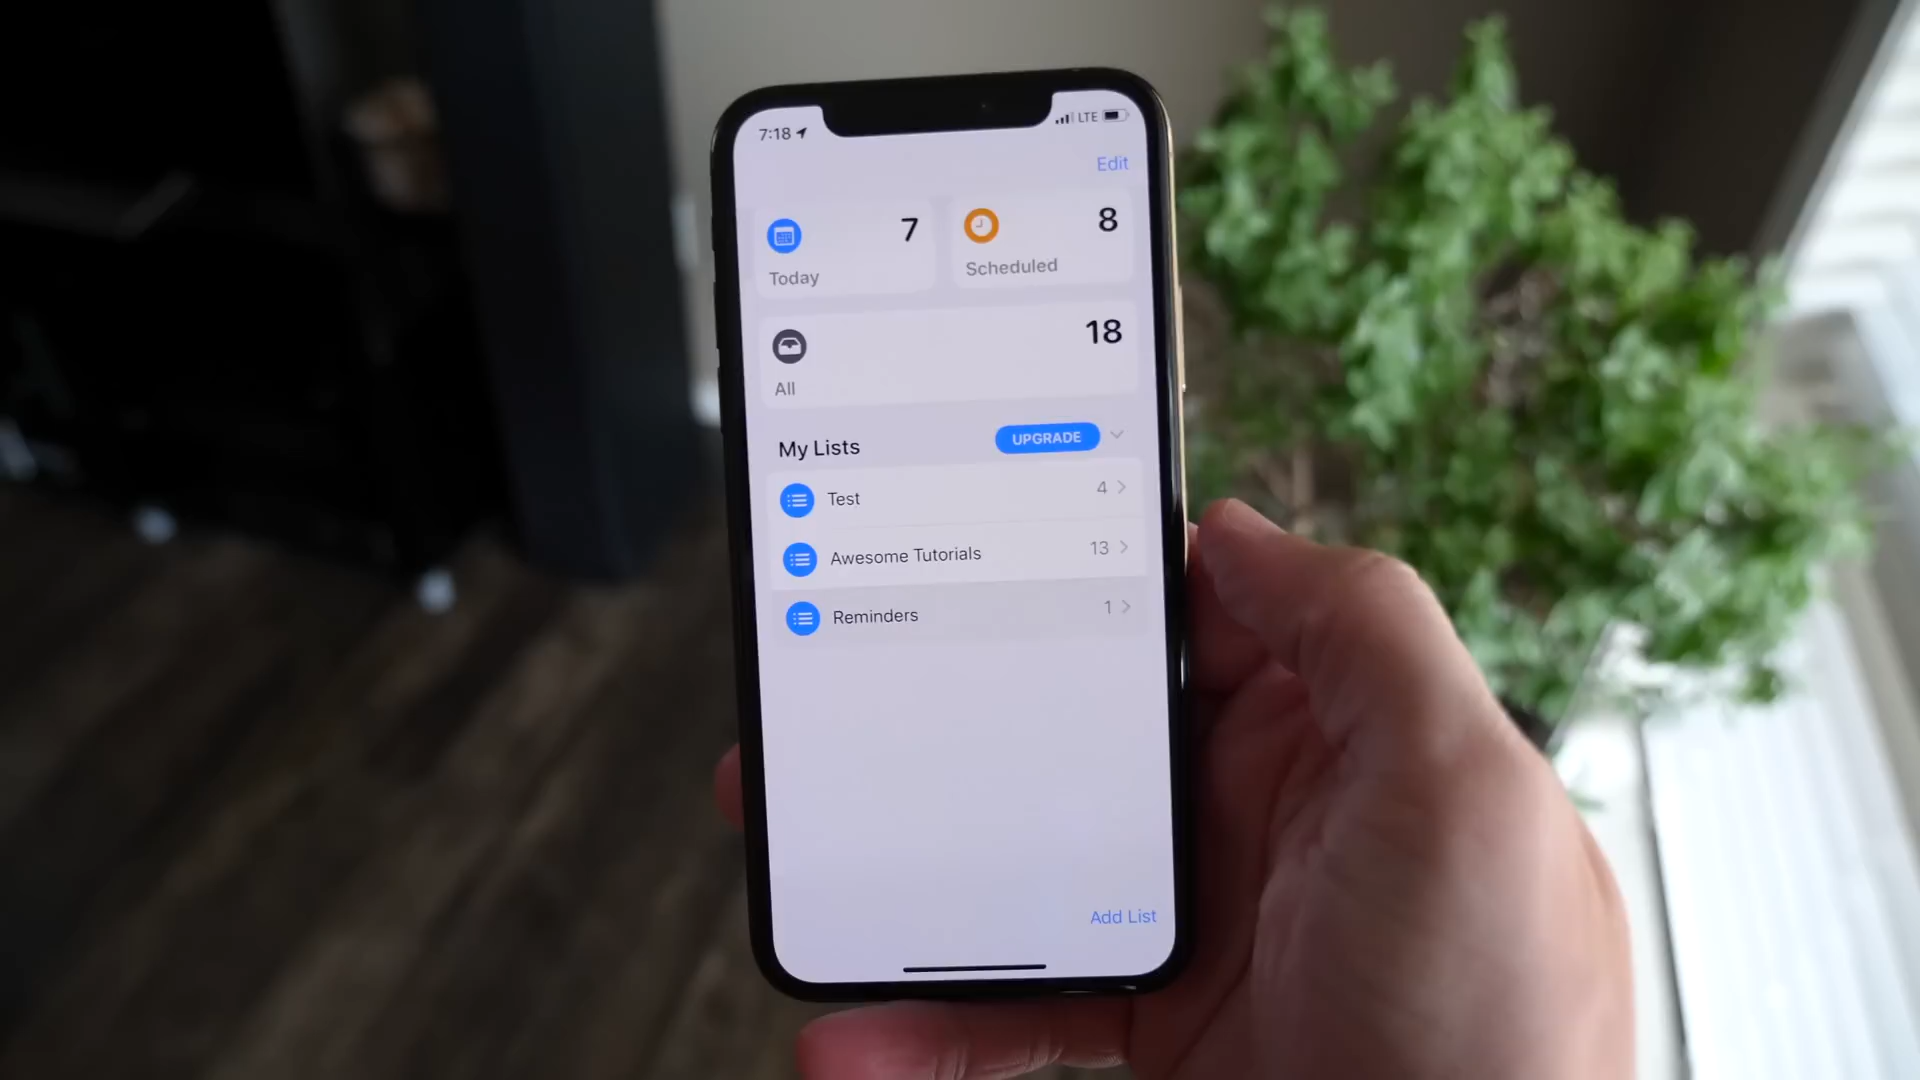 7:18 LTE
Edit
7 8
Today Scheduled
18
All
My Lists UPGRADE
Test 4
Awesome Tutorials 13
Reminders 1
Add List